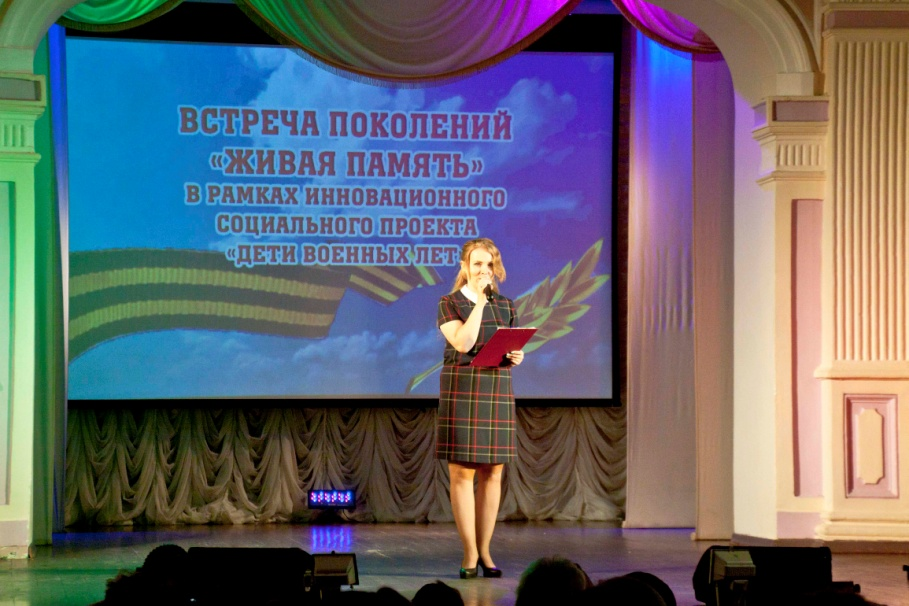 ВСТРЕЧА ПОКОЛЕНИЙ
«ЖИВАЯ ПАМЯТЬ»
В РАМКАХ ИННОВАЦИОННОГО
СОЦИАЛЬНОГО ПРОЕКТА
«ДЕТИ ВОЕННЫХ ЛЕТ